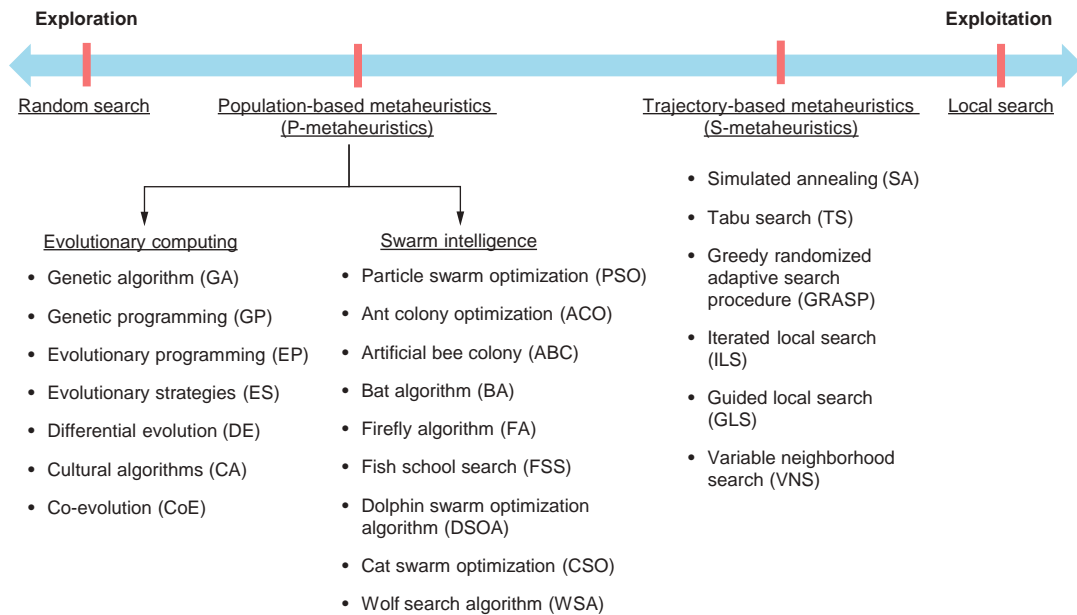 Exploration
Exploitation
Random search
Population-based metaheuristics
(P-metaheuristics)
Trajectory-based metaheuristics
(S-metaheuristics)
Local search
Evolutionary computing
• Genetic algorithm (GA)
• Genetic programming (GP)
• Evolutionary programming (EP)
• Evolutionary strategies (ES)
• Differential evolution (DE)
• Cultural algorithms (CA)
• Co-evolution (CoE)
Swarm intelligence
• Particle swarm optimization (PSO)
• Ant colony optimization (ACO)
• Artificial bee colony (ABC)
• Bat algorithm (BA)
• Firefly algorithm (FA)
• Fish school search (FSS)
• Dolphin swarm optimization
algorithm (DSOA)
• Cat swarm optimization (CSO)
• Wolf search algorithm (WSA)
• Simulated annealing (SA)
• Tabu search (TS)
• Greedy randomized
adaptive search
procedure (GRASP)
• Iterated local search
(ILS)
• Guided local search
(GLS)
• Variable neighborhood
search (VNS)